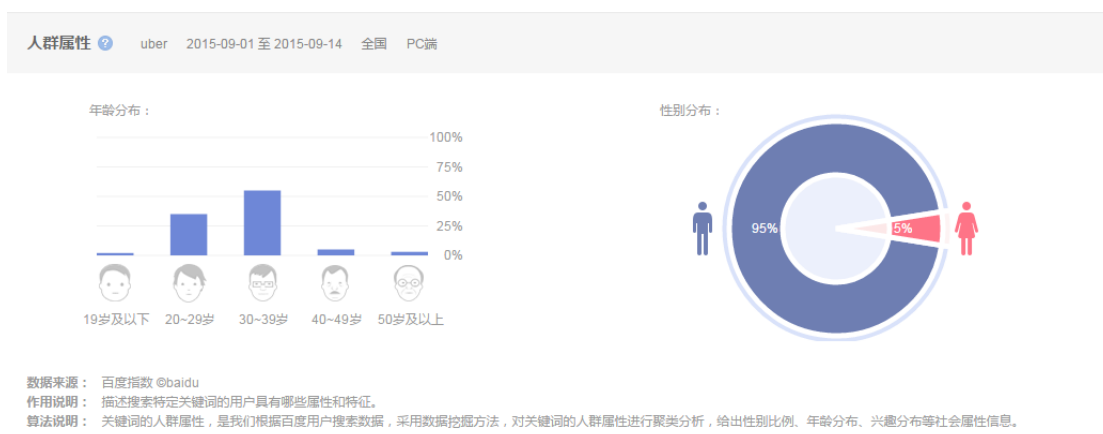 人群属性 ? uber 2015-09-01 至 2015-09-14 全国 PC端
年龄分布：
100%
75%
50%
25%
0%
19岁及以下 20~29岁 30~39岁 40~49岁 50岁及以上
性别分布：
95% 5%
数据来源： 百度指数 ©baidu
作用说明： 描述搜索特定关键词的用户具有哪些属性和特征。
算法说明： 关键词的人群属性，是我们根据百度用户搜索数据，采用数据挖掘方法，对关键词的人群属性进行聚类分析，给出性别比例、年龄分布、兴趣分布等社会属性信息。